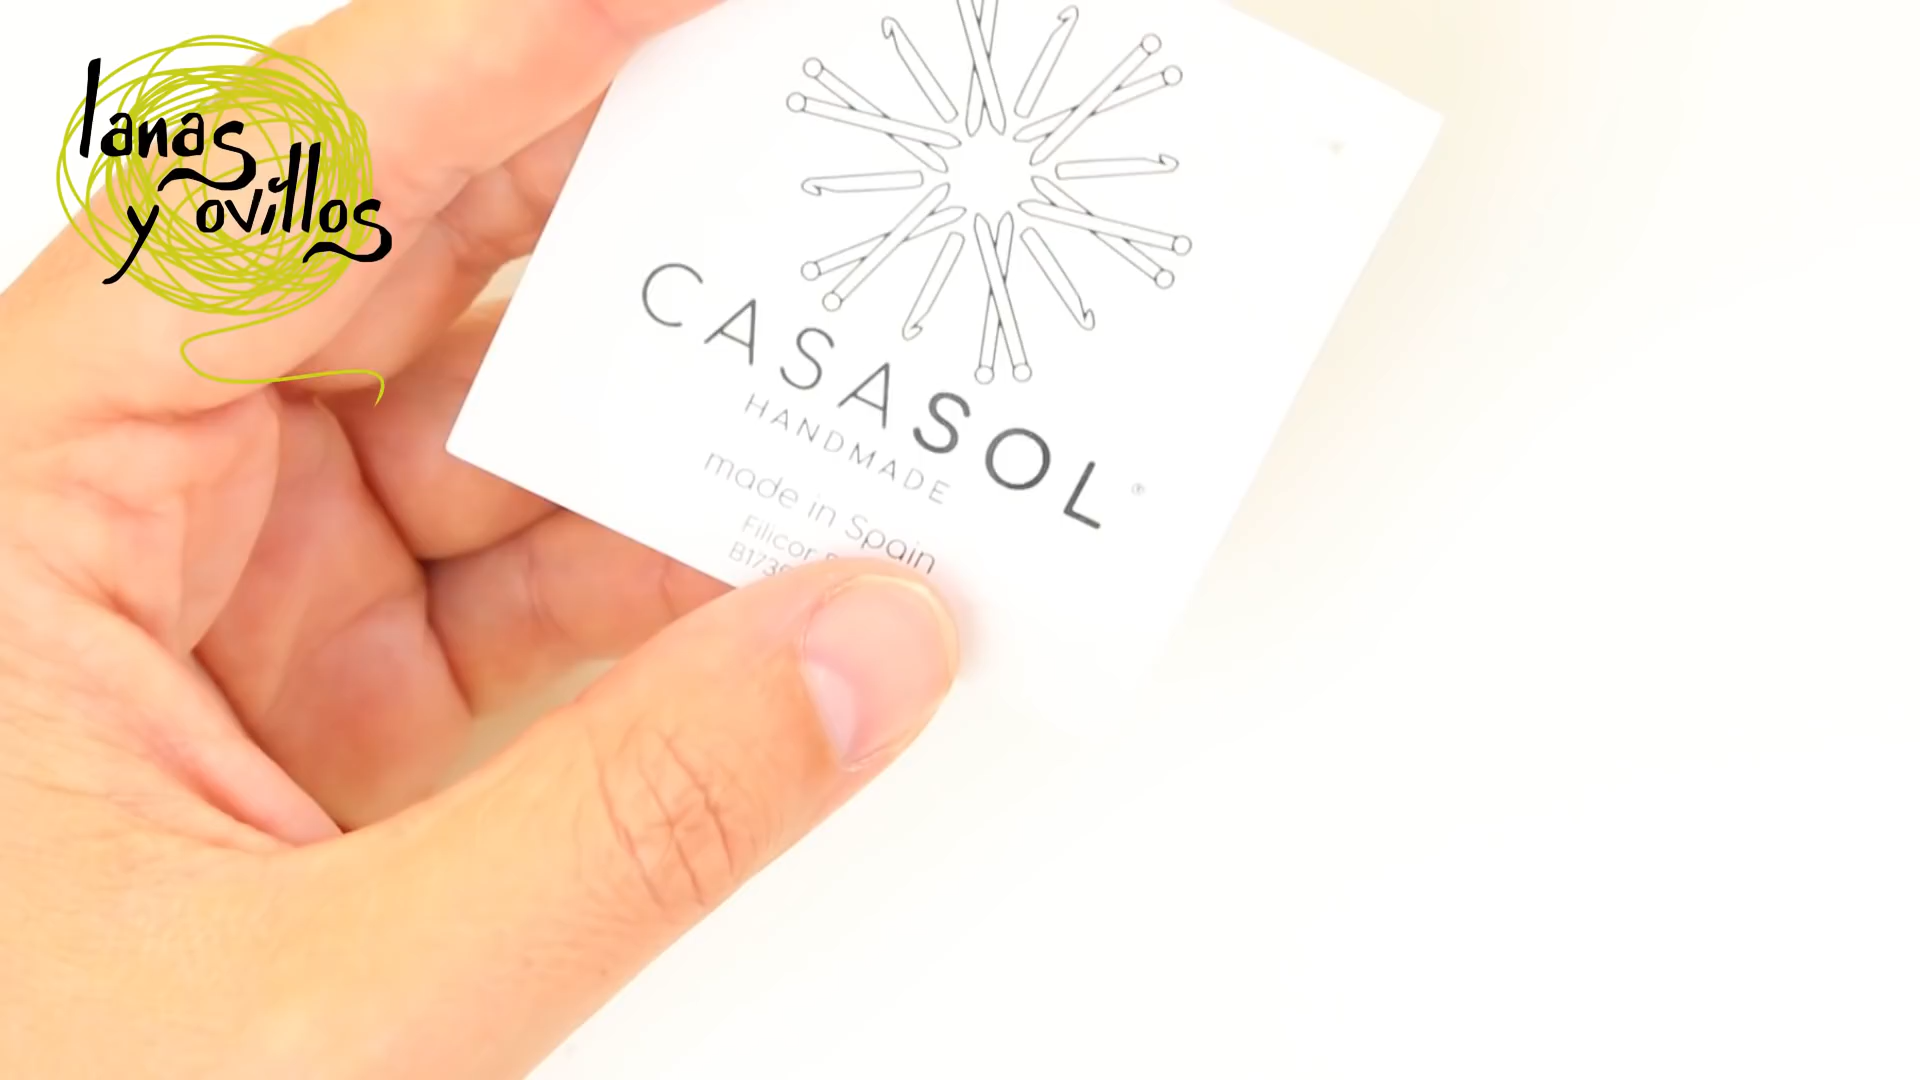 lanas
y ovillos
CASASOL®
HANDMADE
made in Spain
Filicor